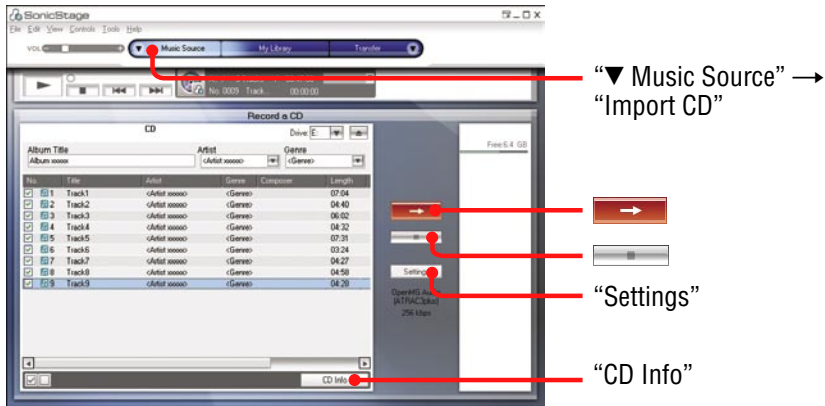 SonicStage
File Edit View Controls Tools Help
VOL
▼ Music Source My Library Transfer ▼
No. 0009 Track... 00:00:00
Record a CD
CD Drive: E:
Free:6.4 GB
Album Title Artist Genre
Album xxxxx <Artist xxxxx> <Genre>
No. Title Artist Genre Composer Length
1 Track1 <Artist xxxxx> <Genre> 07:04
2 Track2 <Artist xxxxx> <Genre> 04:40
3 Track3 <Artist xxxxx> <Genre> 06:02
4 Track4 <Artist xxxxx> <Genre> 04:32
5 Track5 <Artist xxxxx> <Genre> 07:31
6 Track6 <Artist xxxxx> <Genre> 03:24
7 Track7 <Artist xxxxx> <Genre> 04:27
8 Track8 <Artist xxxxx> <Genre> 04:58
9 Track9 <Artist xxxxx> <Genre> 04:28
Settings
OpenMG Audio
(ATRAC3plus)
256 kbps
CD Info
“▼ Music Source” →
“Import CD”
“Settings”
“CD Info”